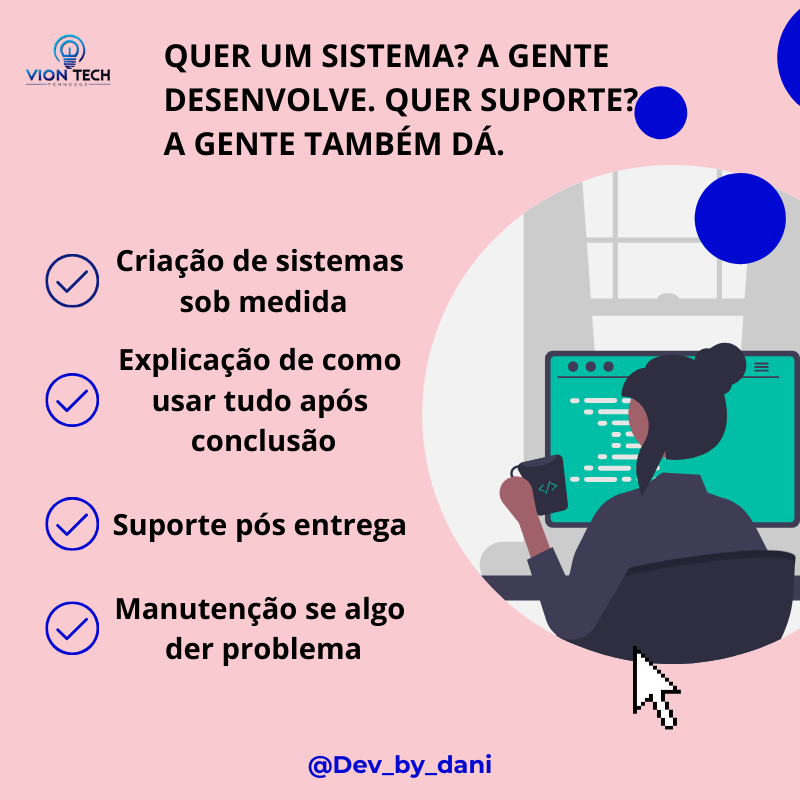 VION TECH
QUER UM SISTEMA? A GENTE
DESENVOLVE. QUER SUPORTE?
A GENTE TAMBÉM DÁ.
Criação de sistemas
sob medida
Explicação de como
usar tudo após
conclusão
Suporte pós entrega
Manutenção se algo
der problema
</>
@Dev_by_dani